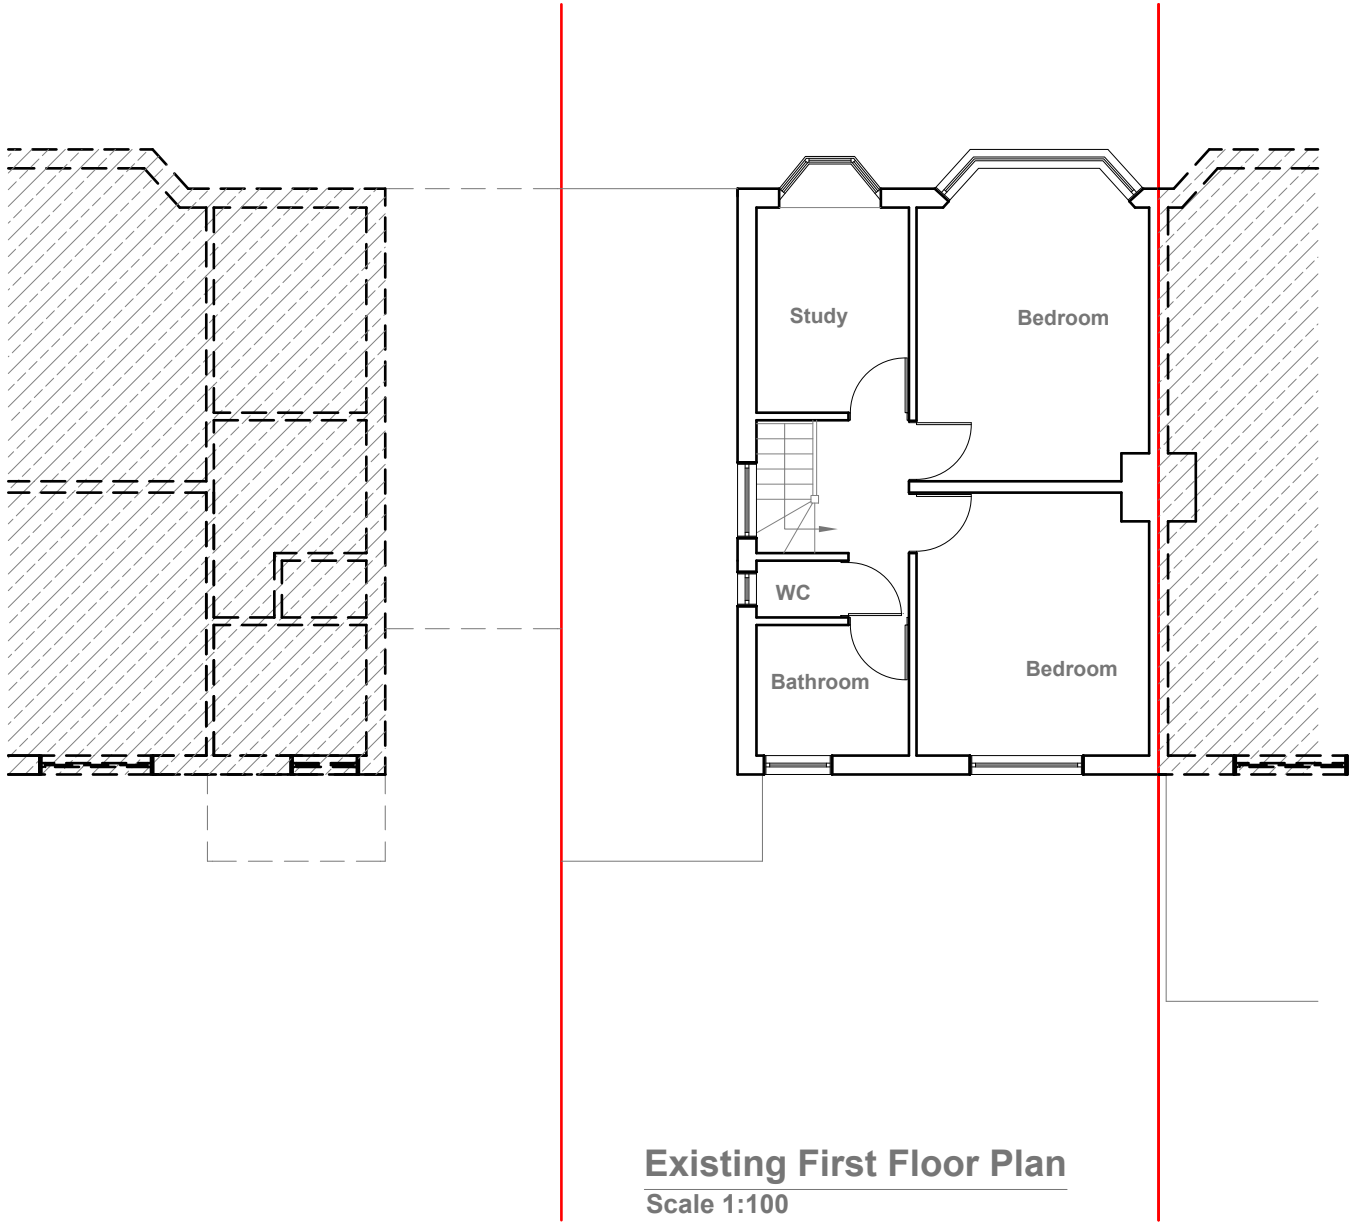 Study
Bedroom
WC
Bathroom
Bedroom
Existing First Floor Plan
Scale 1:100